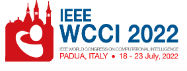 IEEE
WCCI 2022
IEEE WORLD CONGRESS ON COMPUTATIONAL INTELLIGENCE
PADUA, ITALY • 18 - 23 JULY, 2022